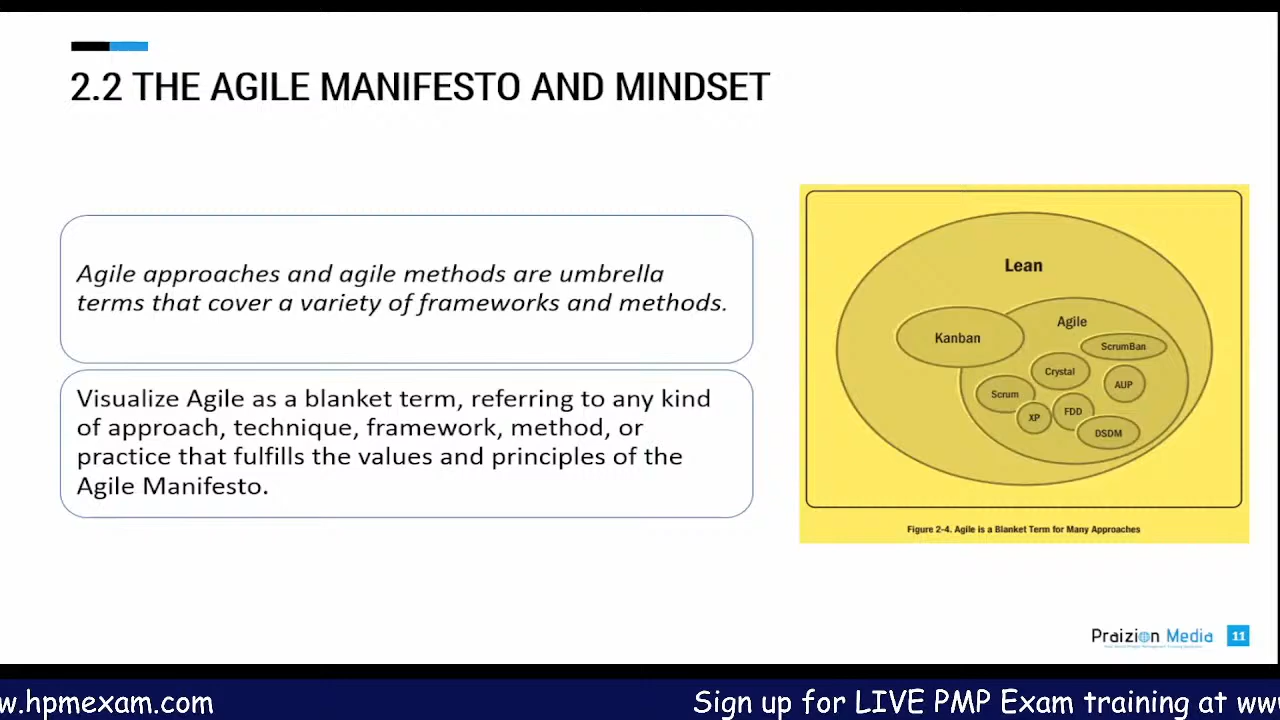 2.2 THE AGILE MANIFESTO AND MINDSET
Agile approaches and agile methods are umbrella
terms that cover a variety of frameworks and methods.
Visualize Agile as a blanket term, referring to any kind
of approach, technique, framework, method, or
practice that fulfills the values and principles of the
Agile Manifesto.
Lean
Agile
Kanban
ScrumBan
Crystal
AUP
Scrum
FDD
XP
DSDM
Figure 2-4. Agile is a Blanket Term for Many Approaches
Praizion Media
11
w.hpmexam.com
Sign up for LIVE PMP Exam training at ww